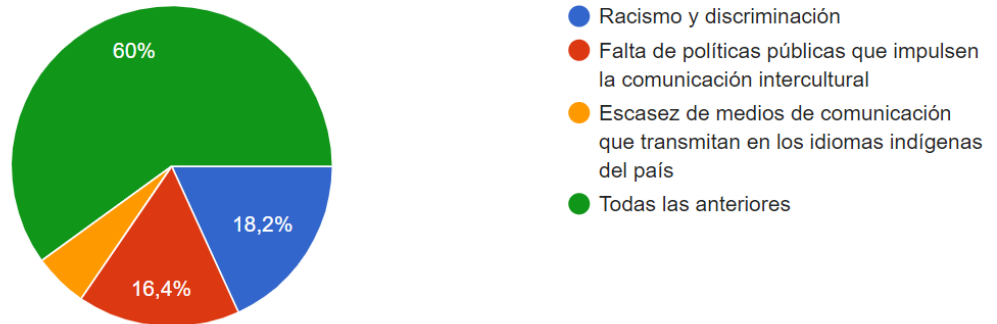 60%
18,2%
16,4%
Racismo y discriminación
Falta de políticas públicas que impulsen
la comunicación intercultural
Escasez de medios de comunicación
que transmitan en los idiomas indígenas
del país
Todas las anteriores